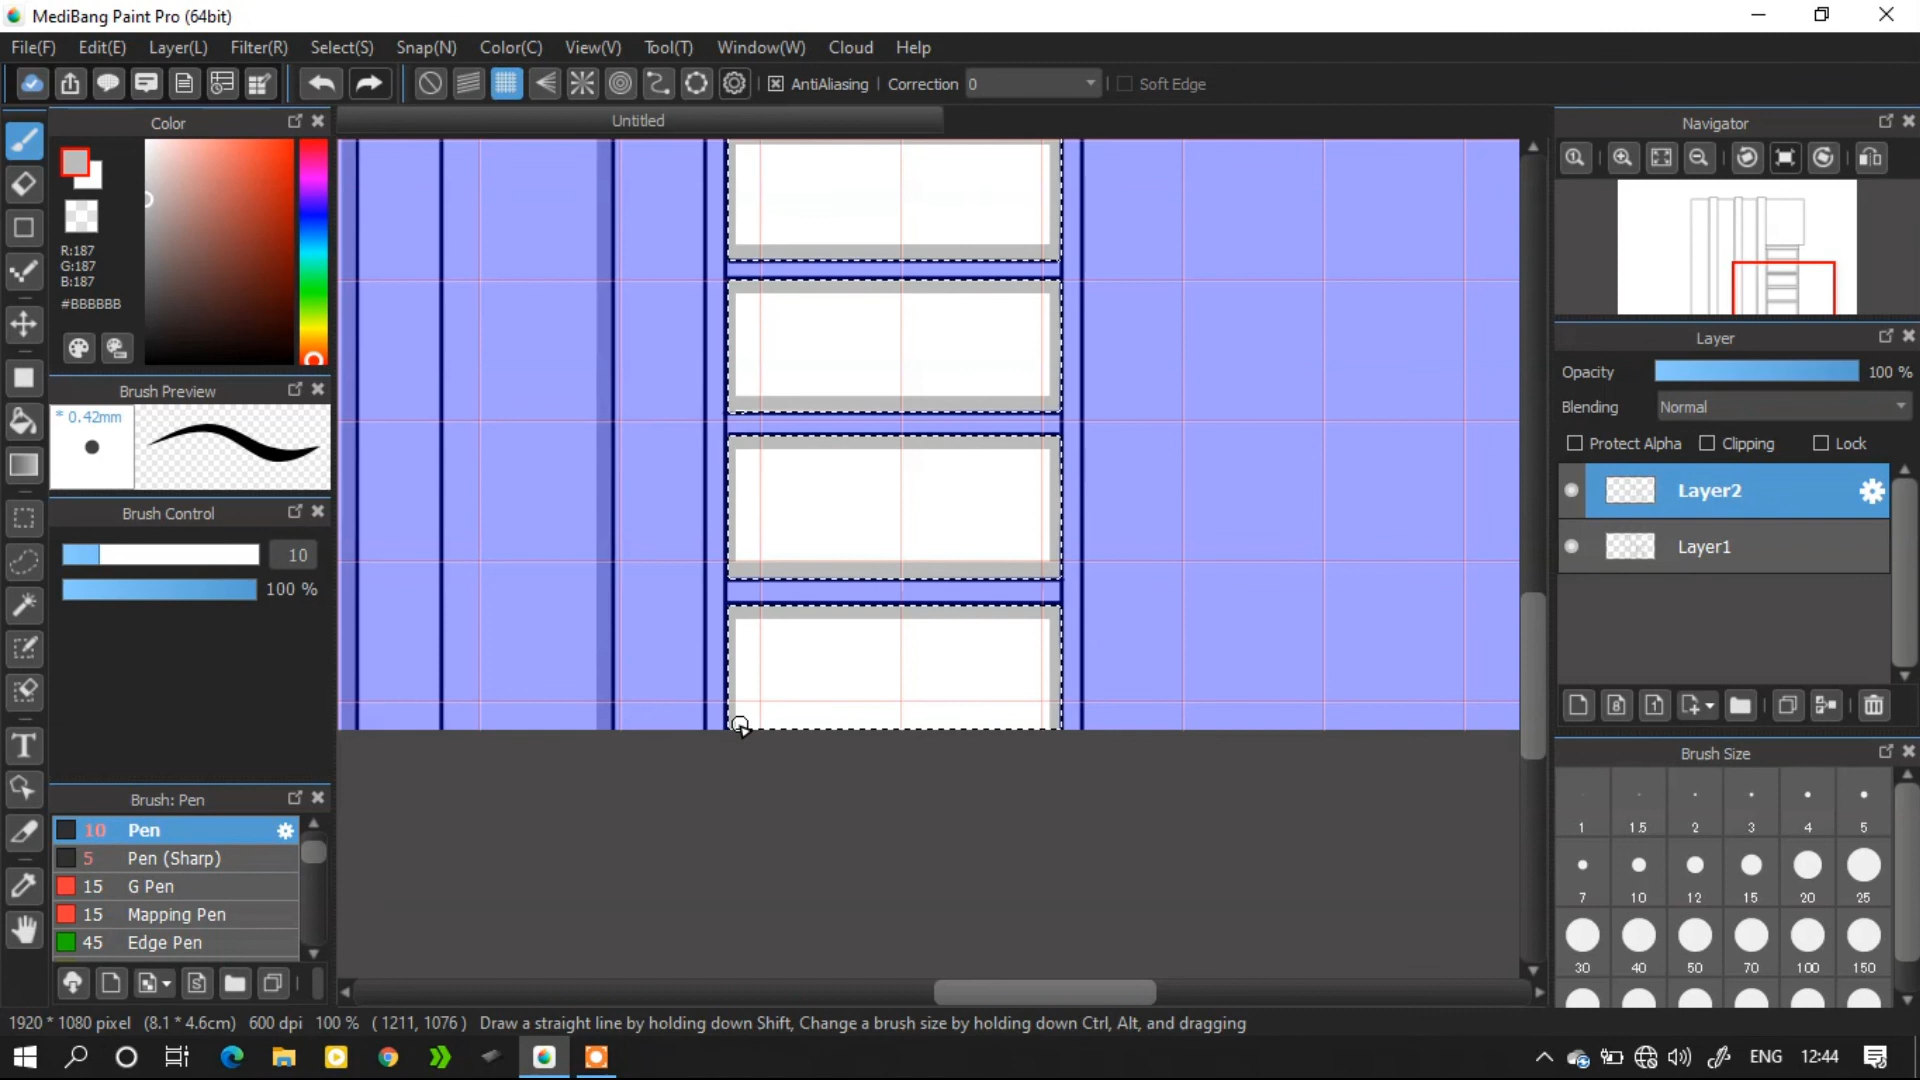 MediBang Paint Pro (64bit)
File(F) Edit(E) Layer(L) Filter(R) Select(S) Snap(N) Color(C) View(V) Tool(T) Window(W) Cloud Help
AntiAliasing Correction 0 Soft Edge
Color
R:187
G:187
B:187
#BBBBBB
Brush Preview
* 0.42mm
Brush Control
10
100 %
Brush: Pen
10 Pen
5 Pen (Sharp)
15 G Pen
15 Mapping Pen
45 Edge Pen
Untitled
Navigator
Layer
Opacity 100 %
Blending Normal
Protect Alpha Clipping Lock
Layer2
Layer1
Brush Size
1 1.5 2 3 4 5
7 10 12 15 20 25
30 40 50 70 100 150
1920 * 1080 pixel (8.1 * 4.6cm) 600 dpi 100 % ( 1211, 1076 ) Draw a straight line by holding down Shift, Change a brush size by holding down Ctrl, Alt, and dragging
ENG 12:44